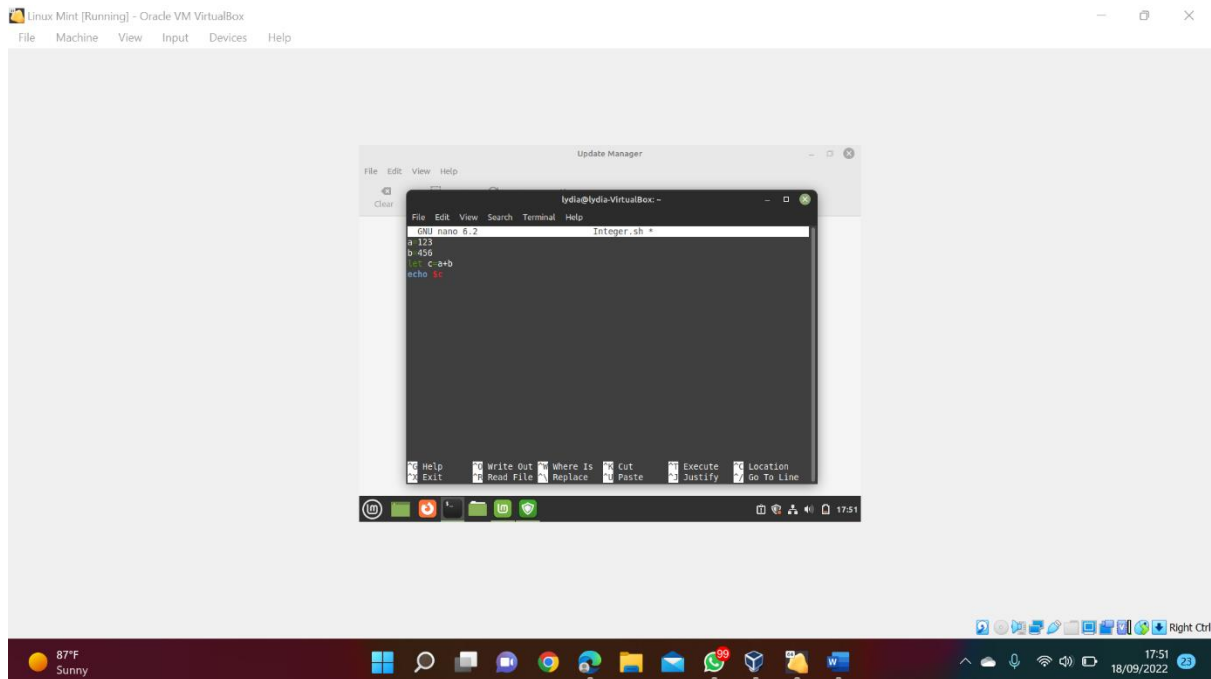 Linux Mint [Running] - Oracle VM VirtualBox
File Machine View Input Devices Help
Update Manager
File Edit View Help
Clear
lydia@lydia-VirtualBox: ~
File Edit View Search Terminal Help
GNU nano 6.2 Integer.sh *
a=123
b=456
let c=a+b
echo $c
^G Help ^O Write Out ^W Where Is ^K Cut ^T Execute ^C Location
^X Exit ^R Read File ^\ Replace ^U Paste ^J Justify ^/ Go To Line
17:51
Right Ctrl
87°F
Sunny
99
17:51
18/09/2022
23